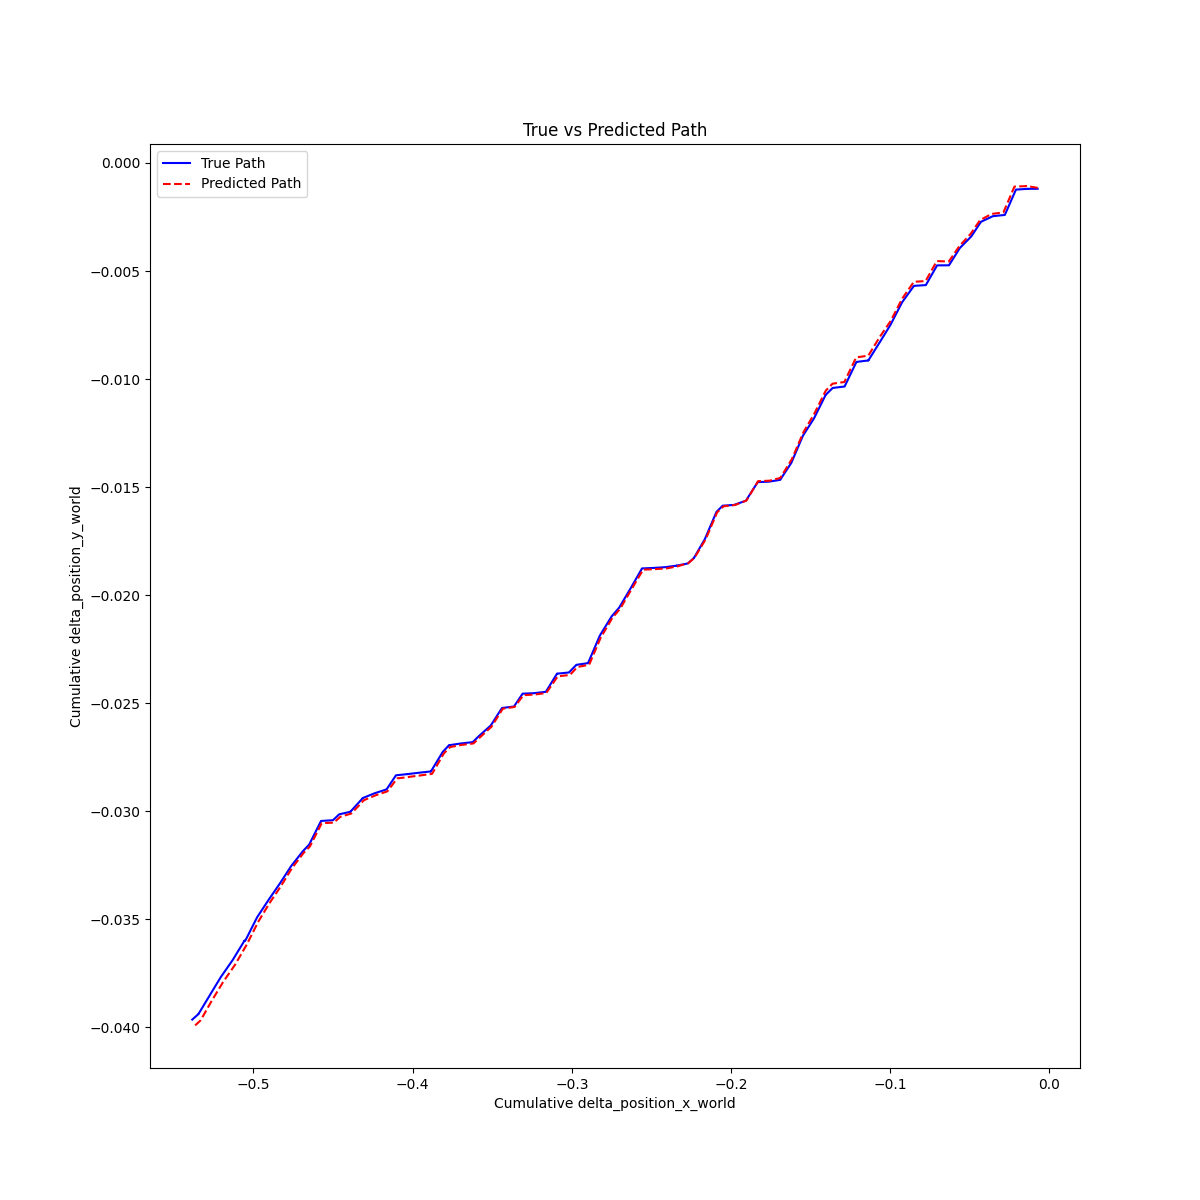 True vs Predicted Path
True Path
Predicted Path
0.000
−0.005
−0.010
−0.015
−0.020
−0.025
−0.030
−0.035
−0.040
Cumulative delta_position_y_world
−0.5 −0.4 −0.3 −0.2 −0.1 0.0
Cumulative delta_position_x_world